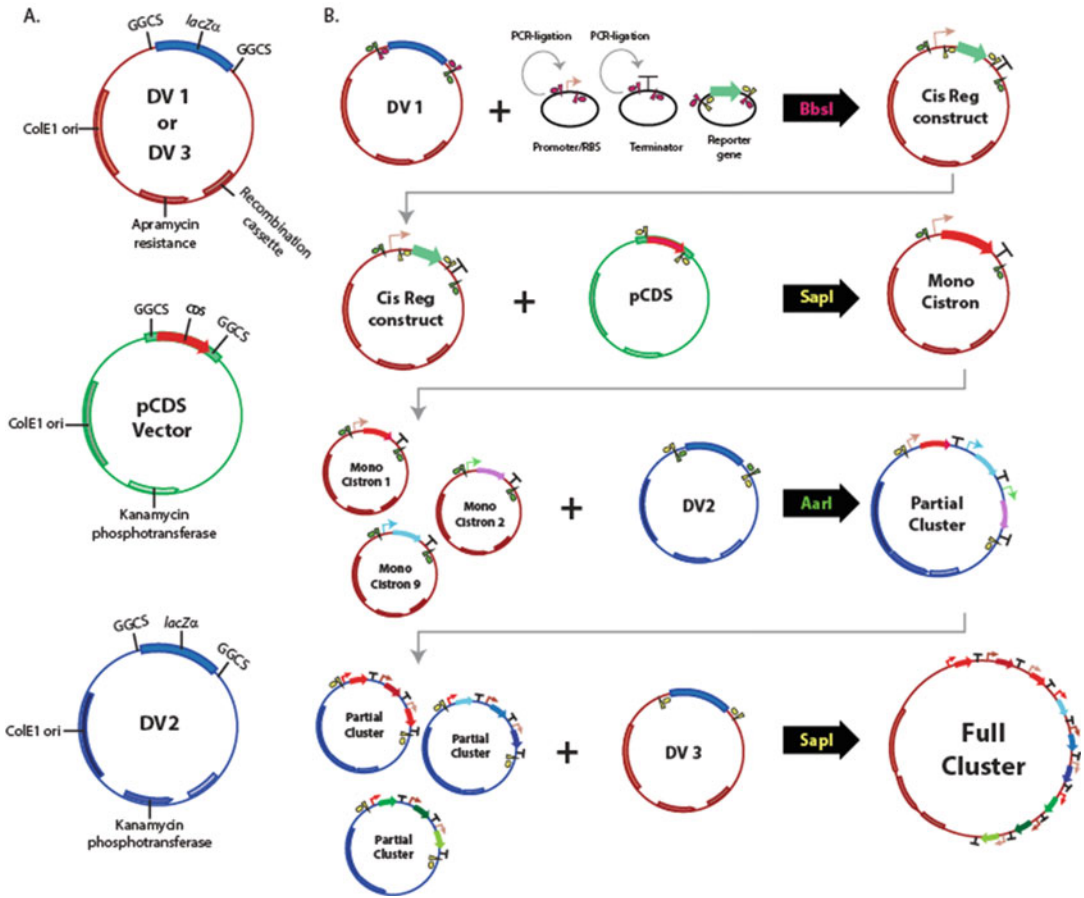 A.
GGCS
lacZα
GGCS
DV 1
or
DV 3
ColE1 ori
Apramycin
resistance
Recombination
cassette
GGCS
CDS
GGCS
pCDS
Vector
ColE1 ori
Kanamycin
phosphotransferase
GGCS
lacZα
GGCS
DV2
ColE1 ori
Kanamycin
phosphotransferase
B.
DV 1
+
PCR-ligation
PCR-ligation
Promoter/RBS
Terminator
Reporter
gene
BbsI
Cis Reg
construct
Cis Reg
construct
+
pCDS
SapI
Mono
Cistron
Mono
Cistron 1
Mono
Cistron 2
Mono
Cistron 9
+
DV2
AarI
Partial
Cluster
Partial
Cluster
Partial
Cluster
Partial
Cluster
+
DV 3
SapI
Full
Cluster